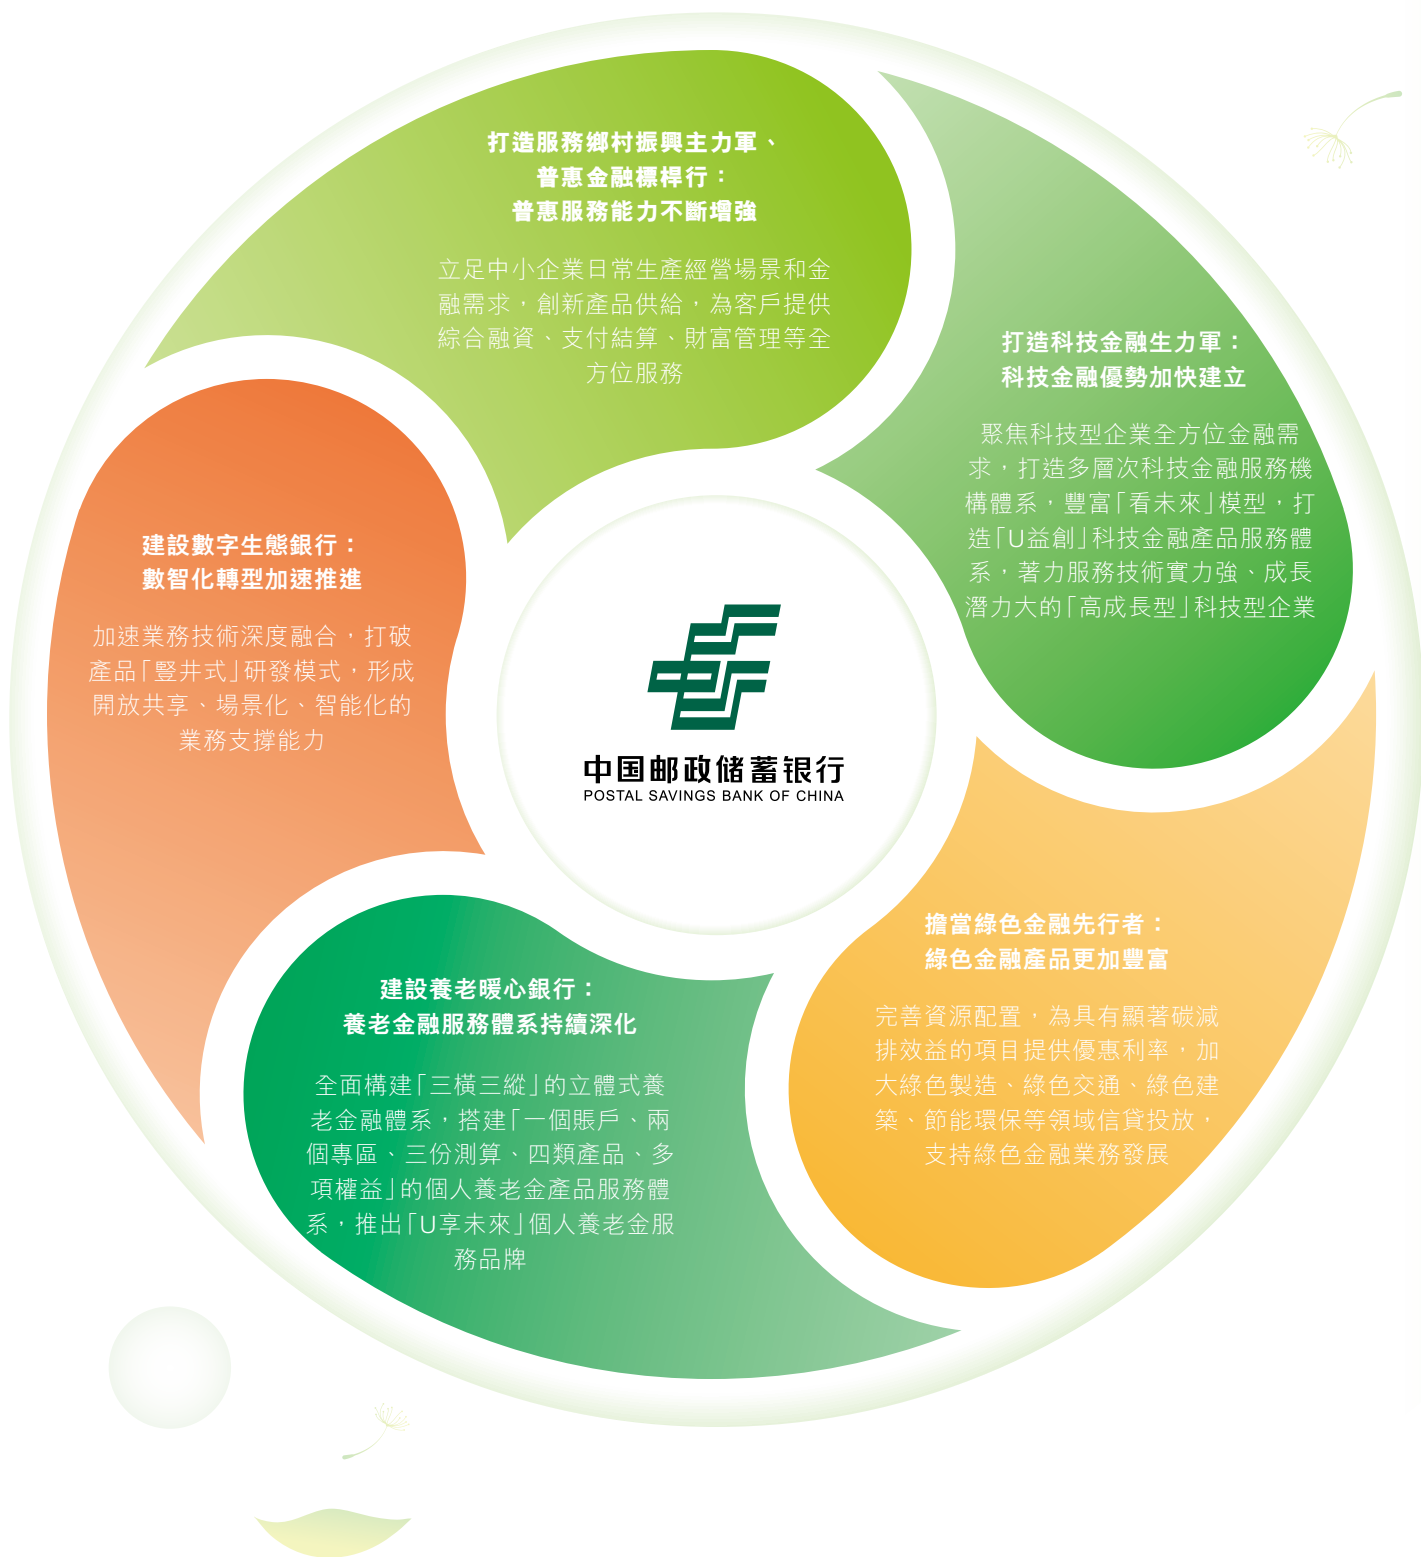 打造服務鄉村振興主力軍、
普惠金融標桿行：
普惠服務能力不斷增強
立足中小企業日常生產經營場景和金
融需求，創新產品供給，為客戶提供
綜合融資、支付結算、財富管理等全
方位服務
打造科技金融生力軍：
科技金融優勢加快建立
聚焦科技型企業全方位金融需
求，打造多層次科技金融服務機
構體系，豐富「看未來」模型，打
造「U益創」科技金融產品服務體
系，著力服務技術實力強、成長
潛力大的「高成長型」科技型企業
擔當綠色金融先行者：
綠色金融產品更加豐富
完善資源配置，為具有顯著碳減
排效益的項目提供優惠利率，加
大綠色製造、綠色交通、綠色建
築、節能環保等領域信貸投放，
支持綠色金融業務發展
建設養老暖心銀行：
養老金融服務體系持續深化
全面構建「三橫三縱」的立體式養
老金融體系，搭建「一個賬戶、兩
個專區、三份測算、四類產品、多
項權益」的個人養老金產品服務體
系，推出「U享未來」個人養老金服
務品牌
建設數字生態銀行：
數智化轉型加速推進
加速業務技術深度融合，打破
產品「豎井式」研發模式，形成
開放共享、場景化、智能化的
業務支撐能力
中国邮政储蓄银行
POSTAL SAVINGS BANK OF CHINA